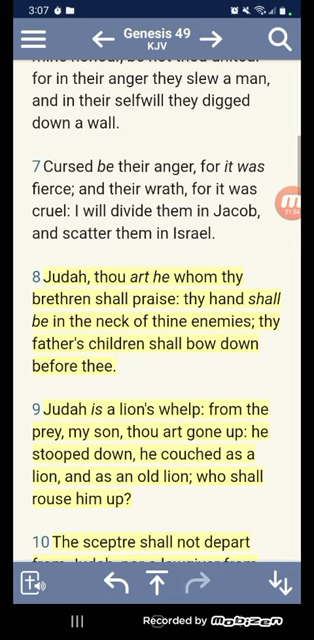 3:07
Genesis 49
KJV
for in their anger they slew a man,
and in their selfwill they digged
down a wall.
7 Cursed be their anger, for it was
fierce; and their wrath, for it was
cruel: I will divide them in Jacob,
and scatter them in Israel.
8 Judah, thou art he whom thy
brethren shall praise: thy hand shall
be in the neck of thine enemies; thy
father's children shall bow down
before thee.
9 Judah is a lion's whelp: from the
prey, my son, thou art gone up: he
stooped down, he couched as a
lion, and as an old lion; who shall
rouse him up?
10 The sceptre shall not depart
from Judah, nor a lawgiver from
Recorded by Mobizen